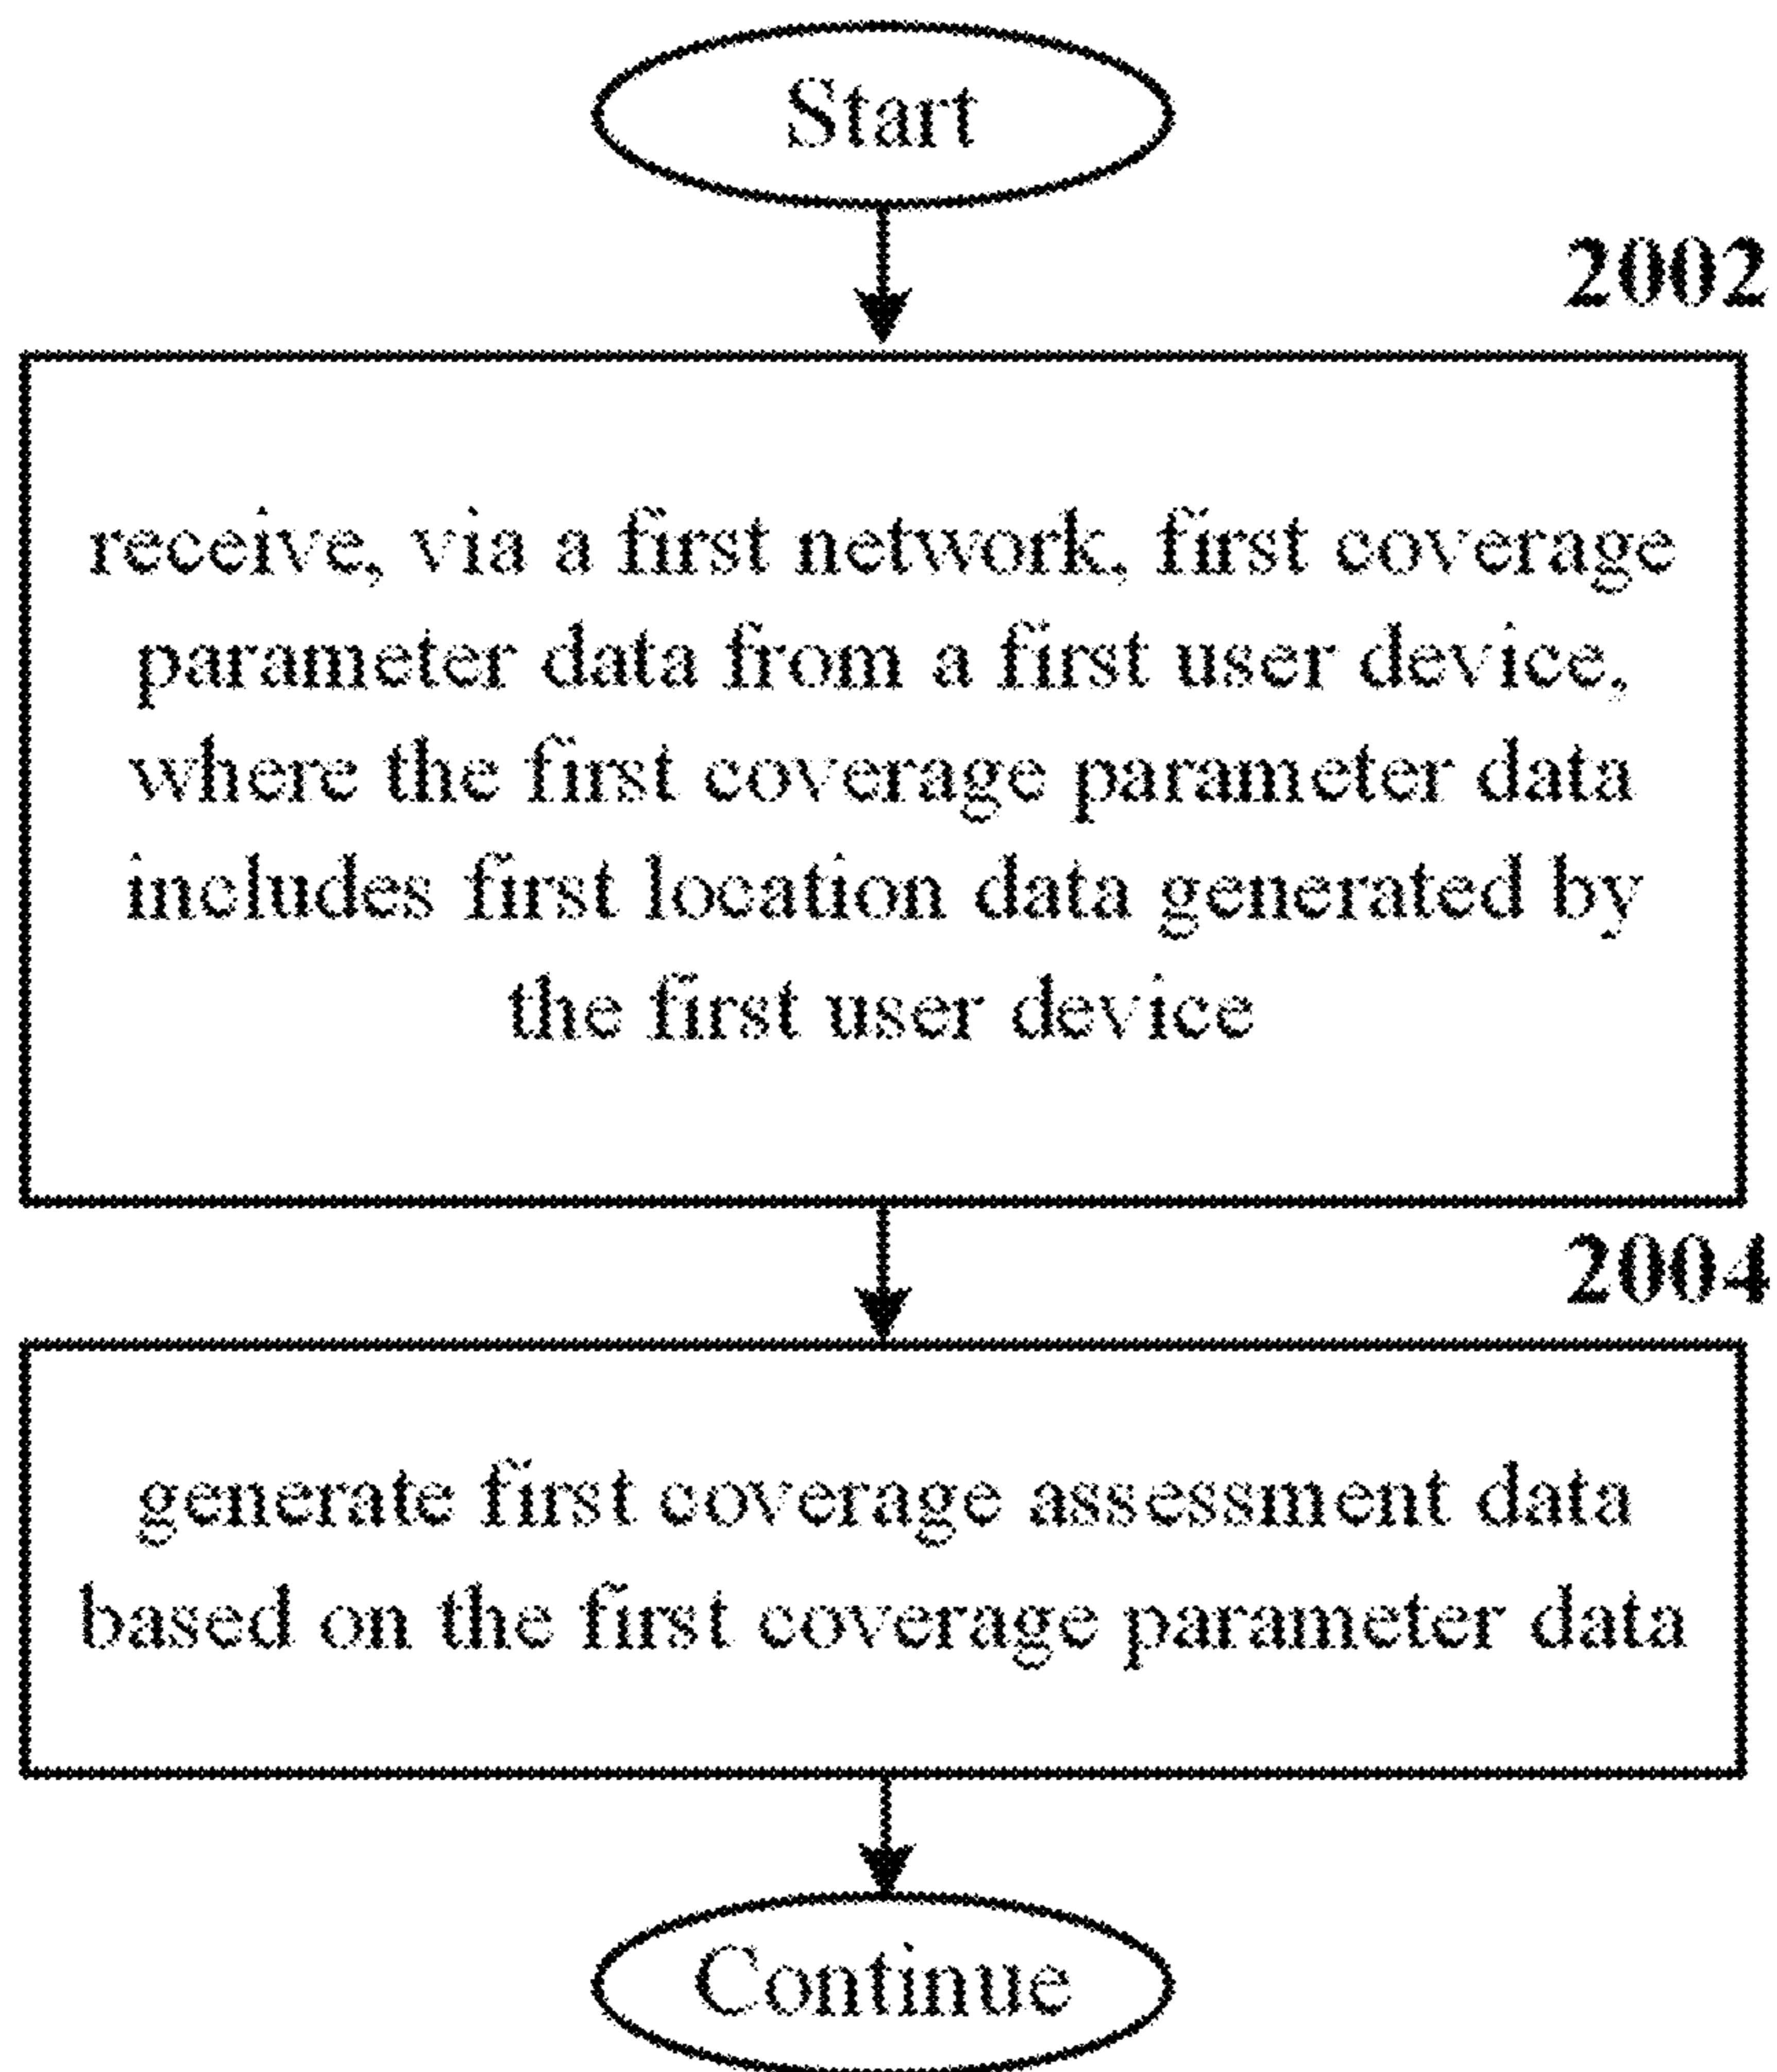 Start
2002
receive, via a first network, first coverage
parameter data from a first user device,
where the first coverage parameter data
includes first location data generated by
the first user device
2004
generate first coverage assessment data
based on the first coverage parameter data
Continue